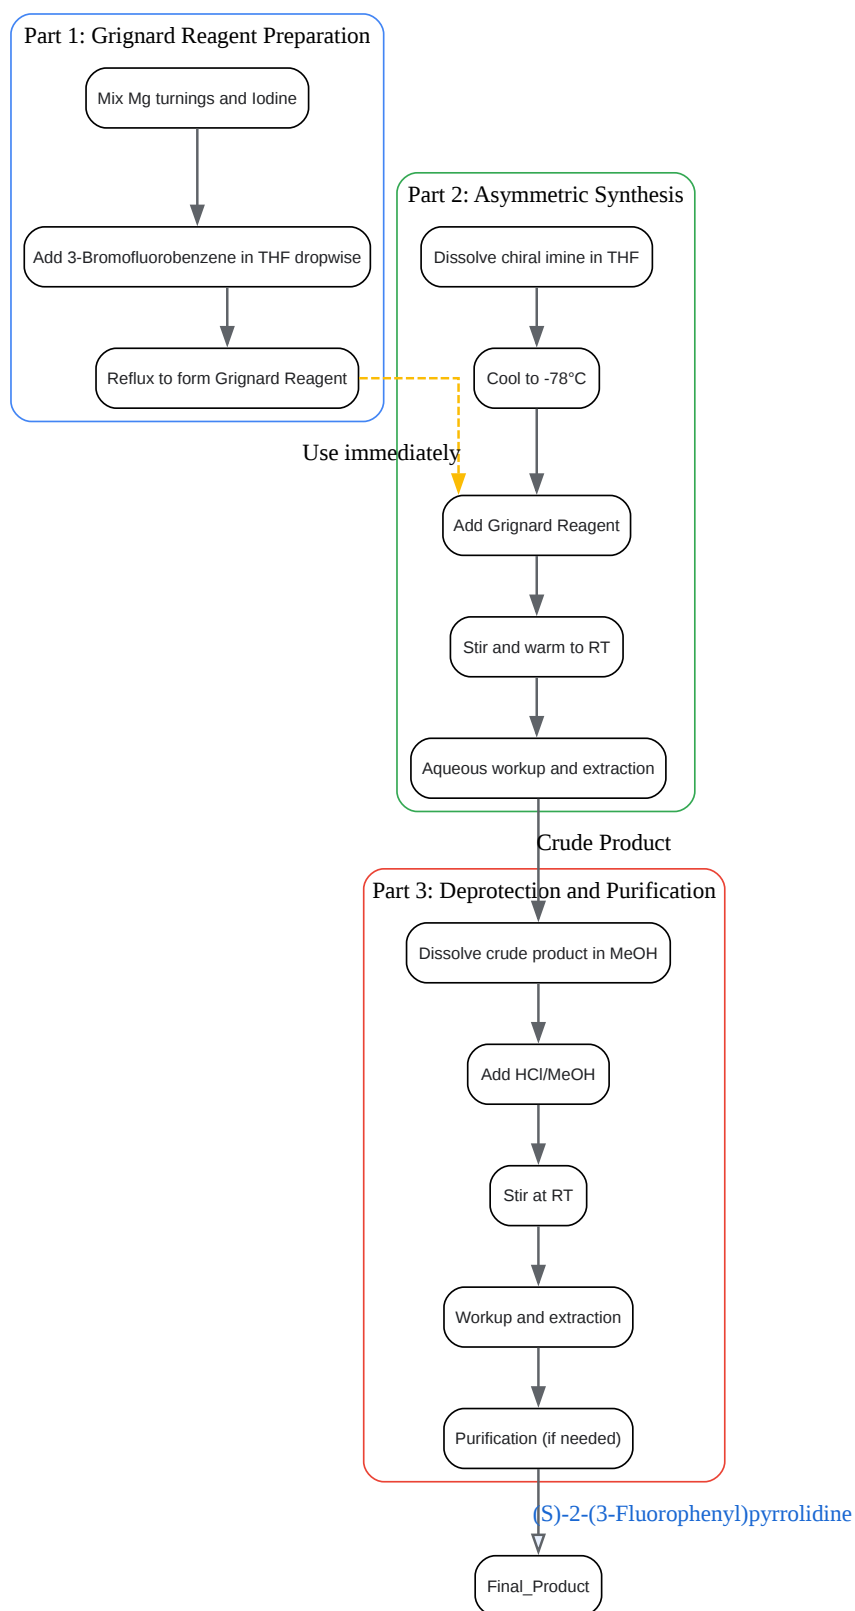 Part 1: Grignard Reagent Preparation
Mix Mg turnings and Iodine
Add 3-Bromofluorobenzene in THF dropwise
Reflux to form Grignard Reagent
Use immediately
Part 2: Asymmetric Synthesis
Dissolve chiral imine in THF
Cool to -78°C
Add Grignard Reagent
Stir and warm to RT
Aqueous workup and extraction
Crude Product
Part 3: Deprotection and Purification
Dissolve crude product in MeOH
Add HCl/MeOH
Stir at RT
Workup and extraction
Purification (if needed)
(S)-2-(3-Fluorophenyl)pyrrolidine
Final_Product